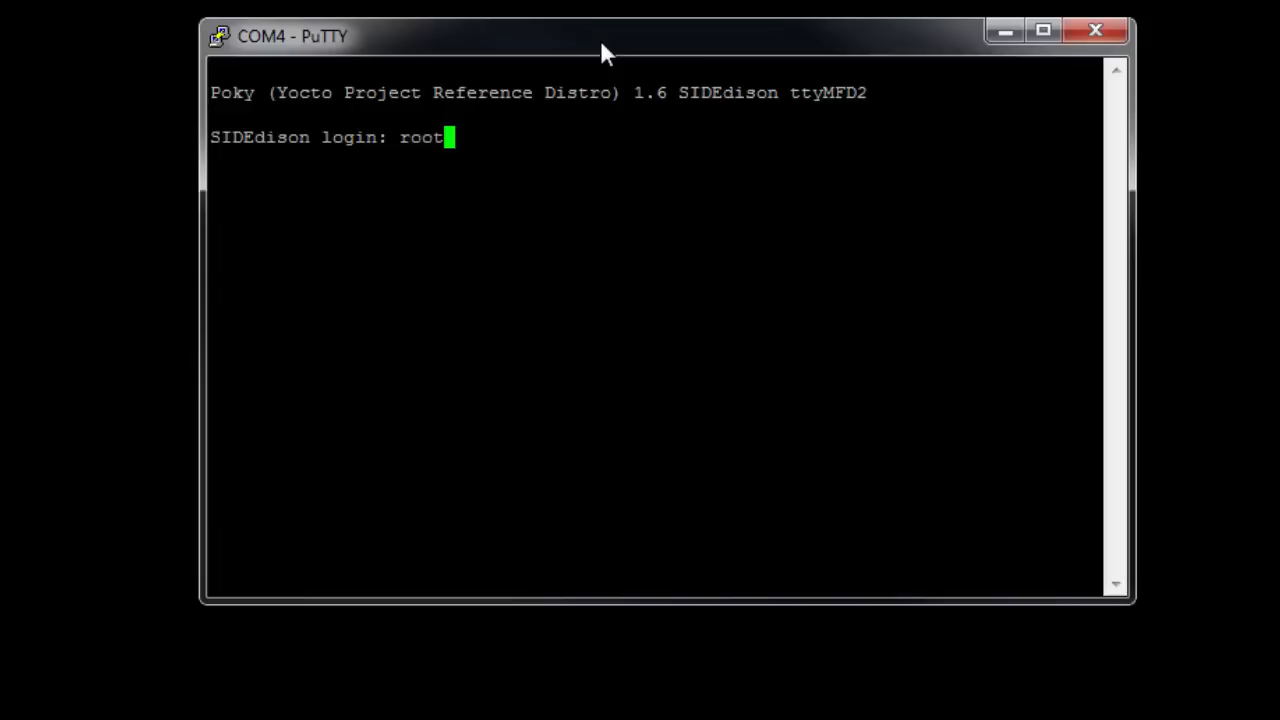 COM4 - PuTTY
Poky (Yocto Project Reference Distro) 1.6 SIDEdison ttyMFD2
SIDEdison login: root